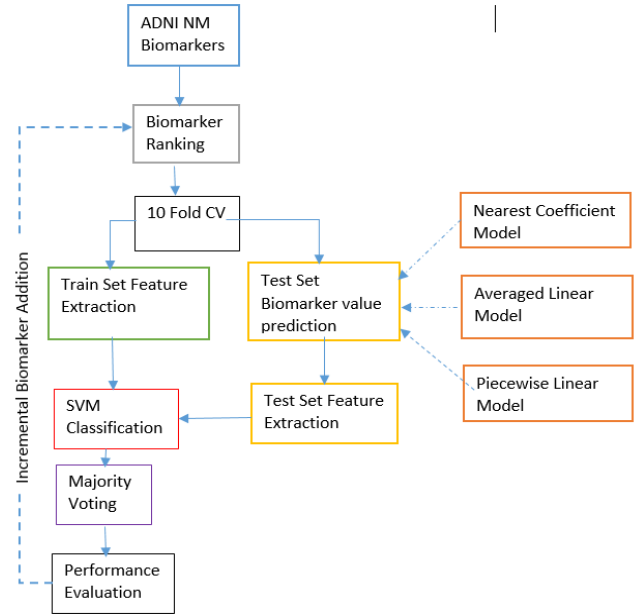 ADNI NM
Biomarkers
Biomarker
Ranking
10 Fold CV
Nearest Coefficient
Model
Train Set Feature
Extraction
Test Set
Biomarker value
prediction
Averaged Linear
Model
Piecewise Linear
Model
SVM
Classification
Test Set Feature
Extraction
Majority
Voting
Performance
Evaluation
Incremental Biomarker Addition